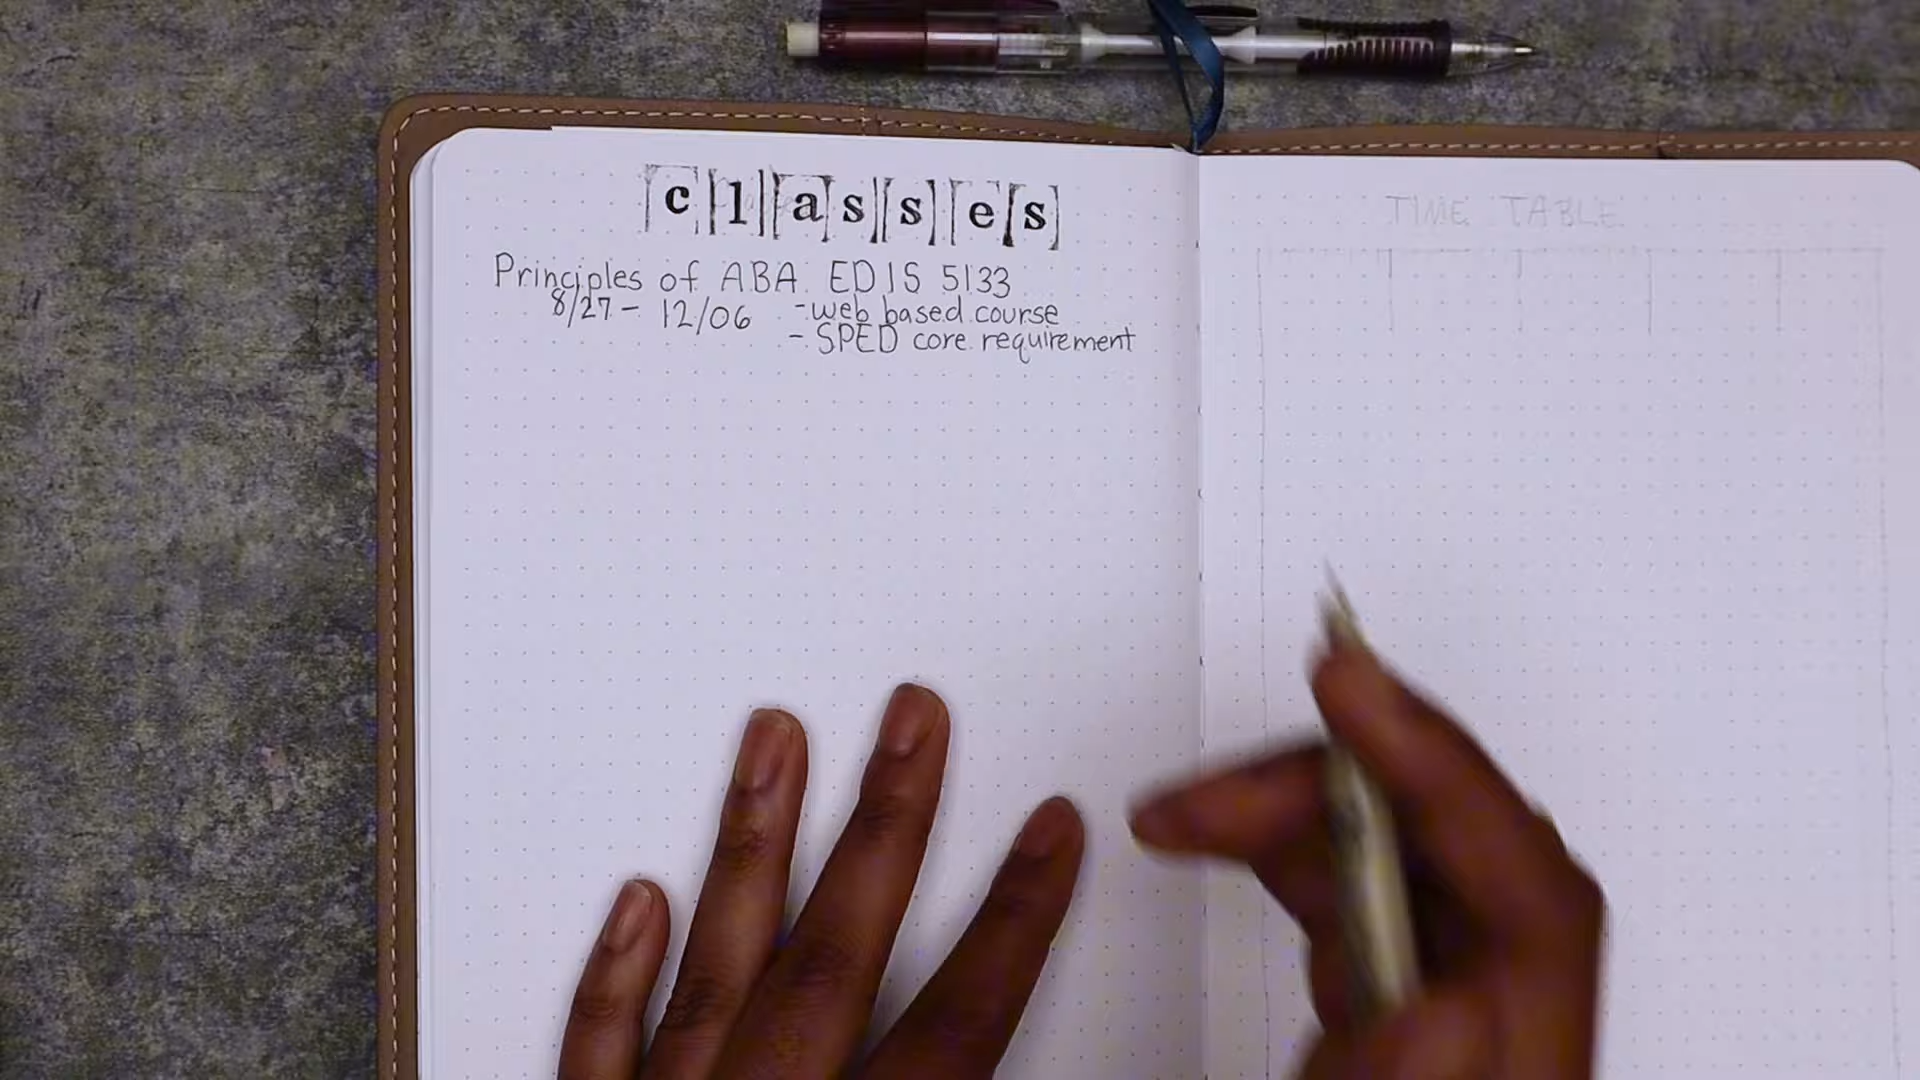 classes
Principles of ABA EDIS 5133
8/27 - 12/06 - web based course
- SPED core requirement
TIME TABLE